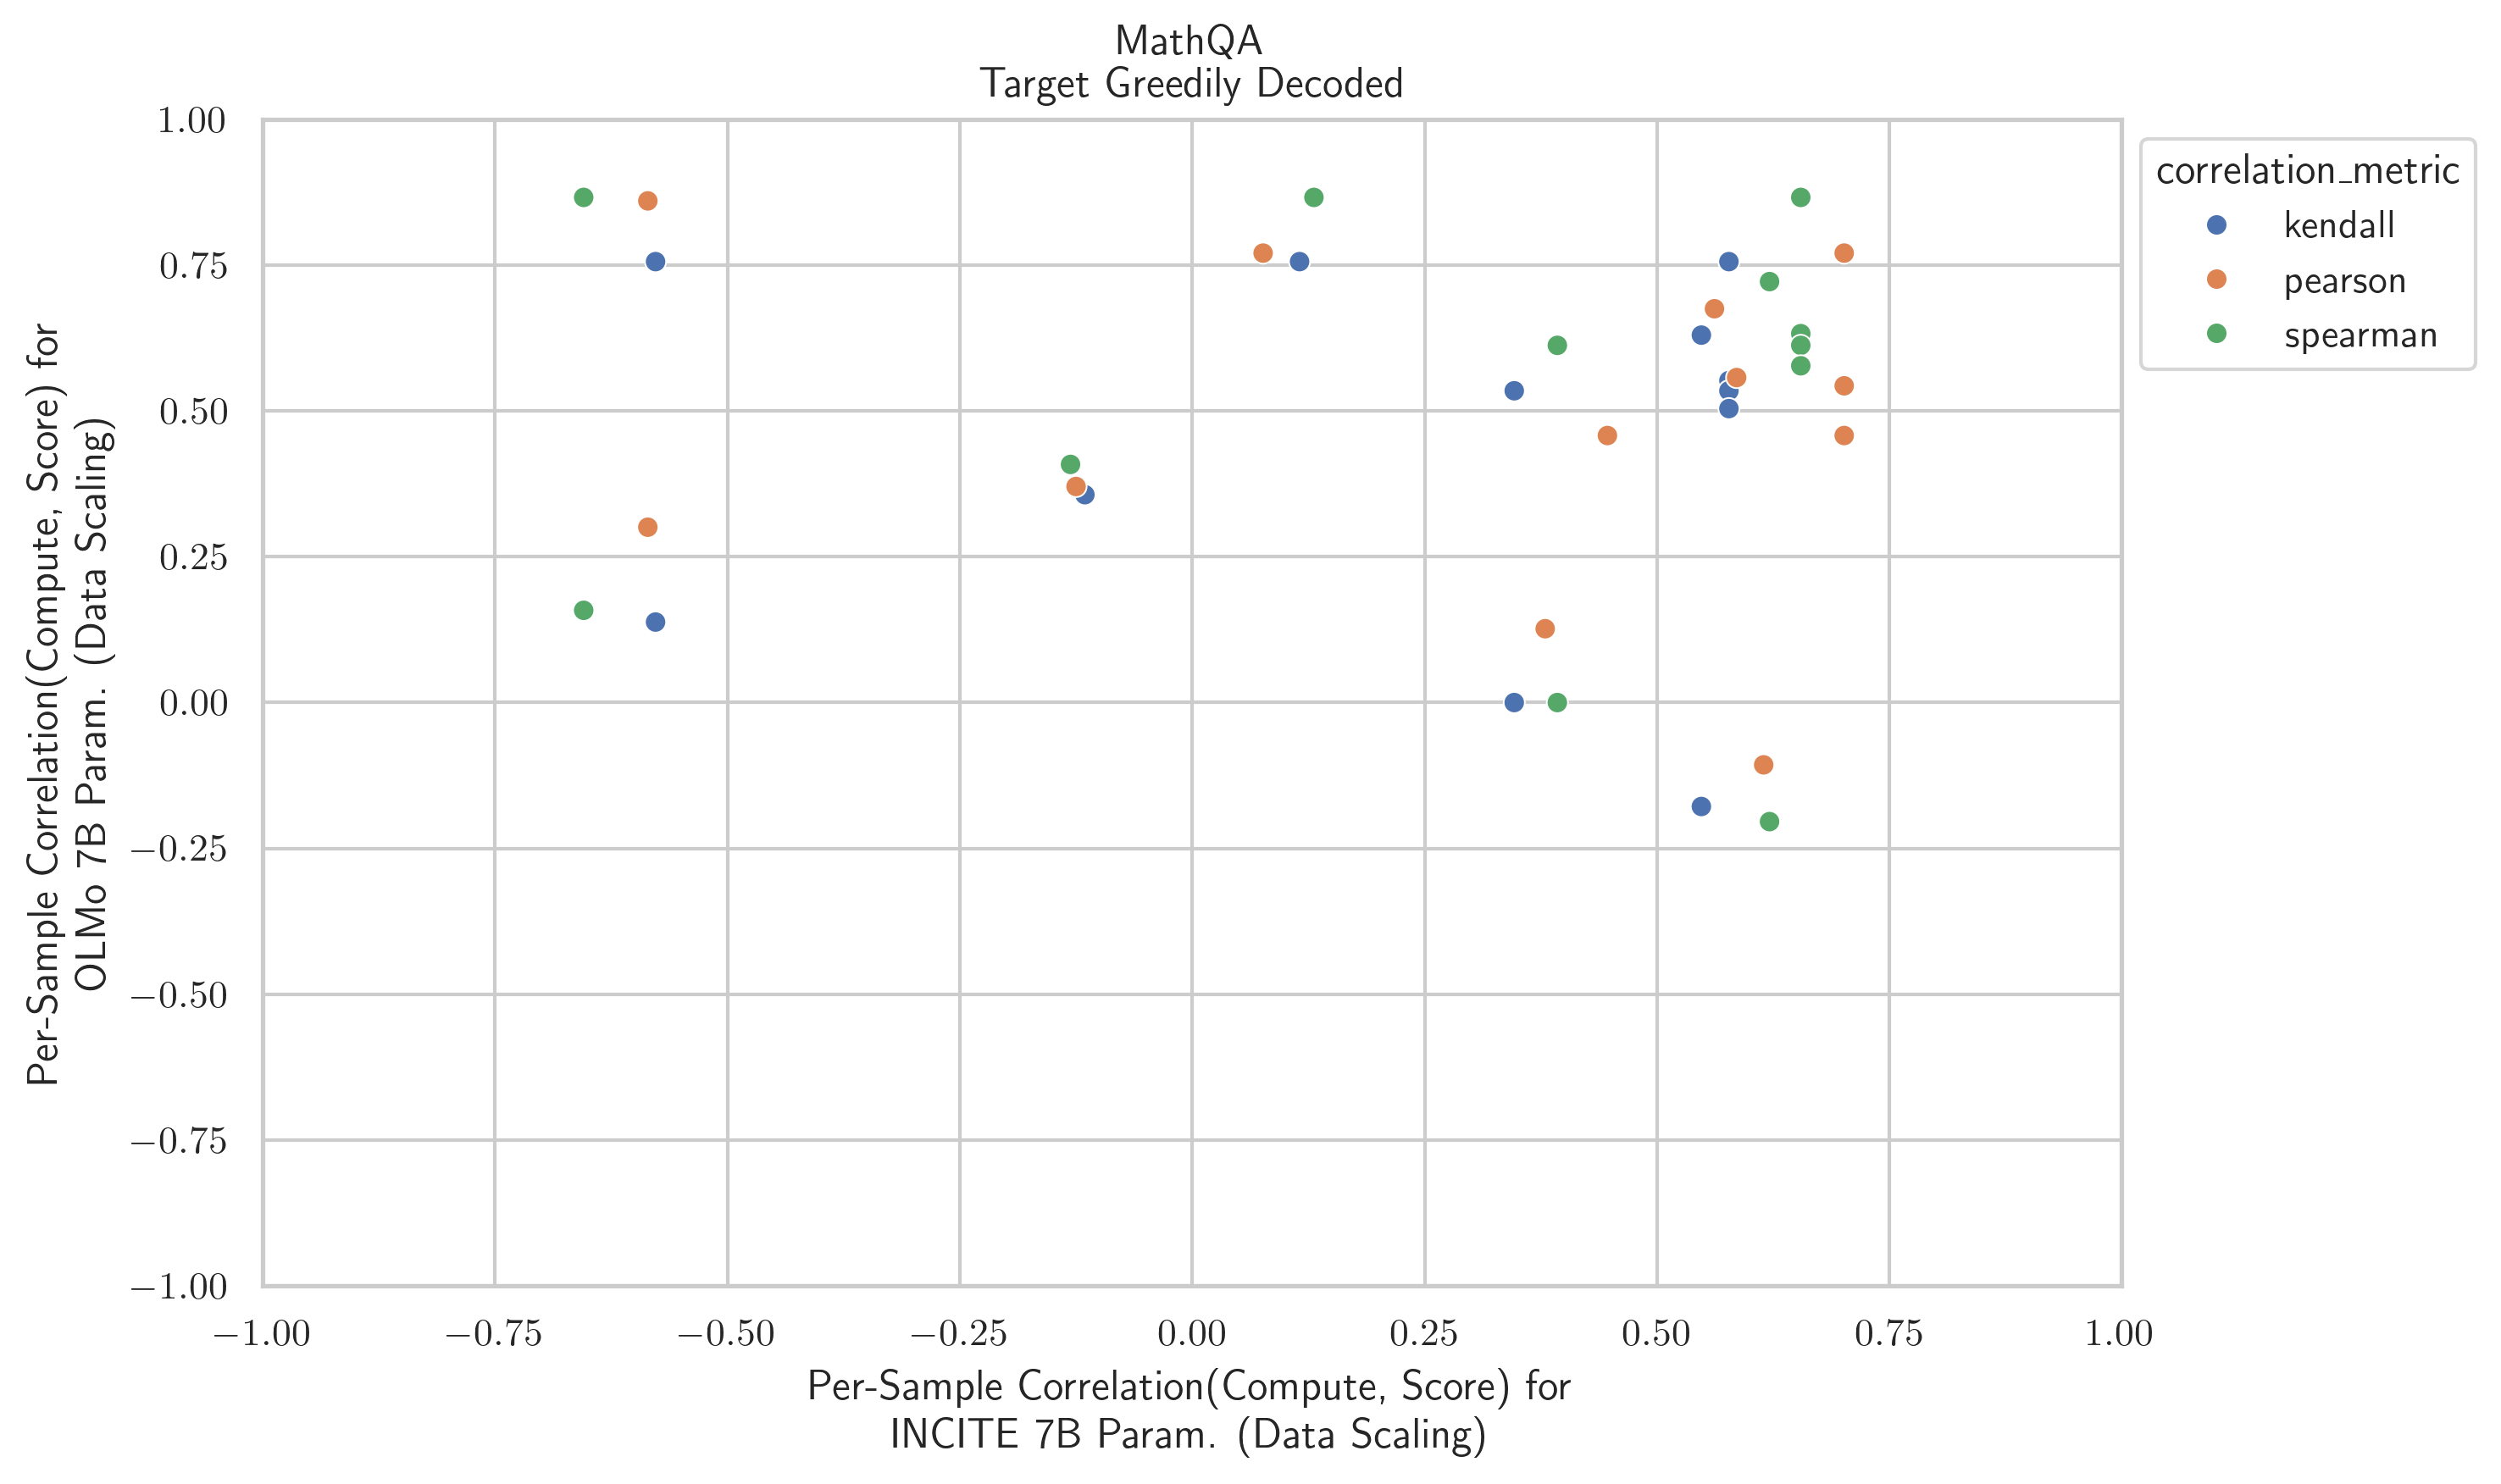 MathQA
Target Greedily Decoded
1.00
0.75
0.50
0.25
0.00
−0.25
−0.50
−0.75
−1.00
Per-Sample Correlation(Compute, Score) for
OLMo 7B Param. (Data Scaling)
−1.00 −0.75 −0.50 −0.25 0.00 0.25 0.50 0.75 1.00
Per-Sample Correlation(Compute, Score) for
INCITE 7B Param. (Data Scaling)
correlation_metric
kendall
pearson
spearman